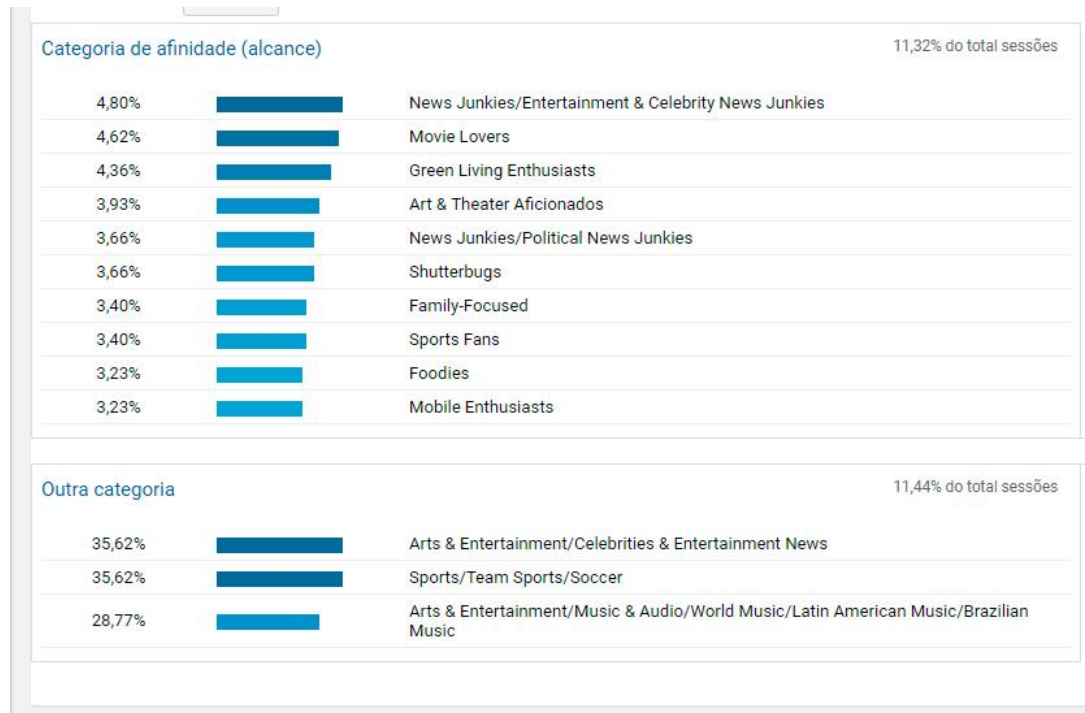 Categoria de afinidade (alcance) 11,32% do total sessões
4,80% News Junkies/Entertainment & Celebrity News Junkies
4,62% Movie Lovers
4,36% Green Living Enthusiasts
3,93% Art & Theater Aficionados
3,66% News Junkies/Political News Junkies
3,66% Shutterbugs
3,40% Family-Focused
3,40% Sports Fans
3,23% Foodies
3,23% Mobile Enthusiasts
Outra categoria 11,44% do total sessões
35,62% Arts & Entertainment/Celebrities & Entertainment News
35,62% Sports/Team Sports/Soccer
28,77% Arts & Entertainment/Music & Audio/World Music/Latin American Music/Brazilian
Music